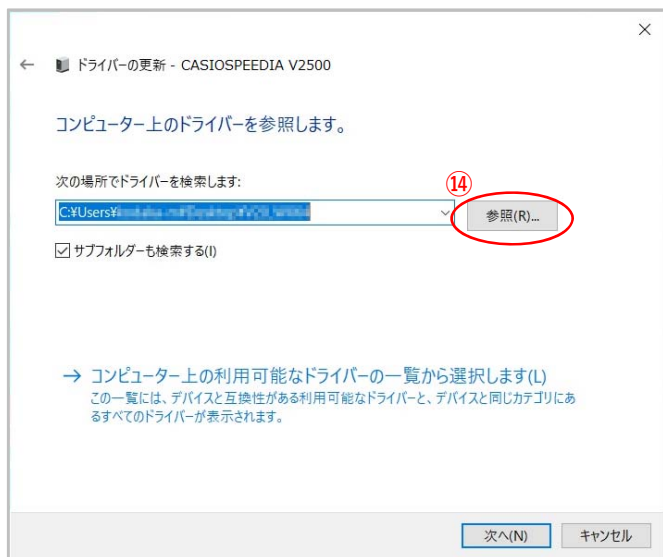 ドライバーの更新 - CASIOSPEEDIA V2500
コンピューター上のドライバーを参照します。
次の場所でドライバーを検索します:
⑭
C:¥Users¥
参照(R)...
サブフォルダーも検索する(I)
→ コンピューター上の利用可能なドライバーの一覧から選択します(L)
この一覧には、デバイスと互換性がある利用可能なドライバーと、デバイスと同じカテゴリにあ
るすべてのドライバーが表示されます。
次へ(N)
キャンセル